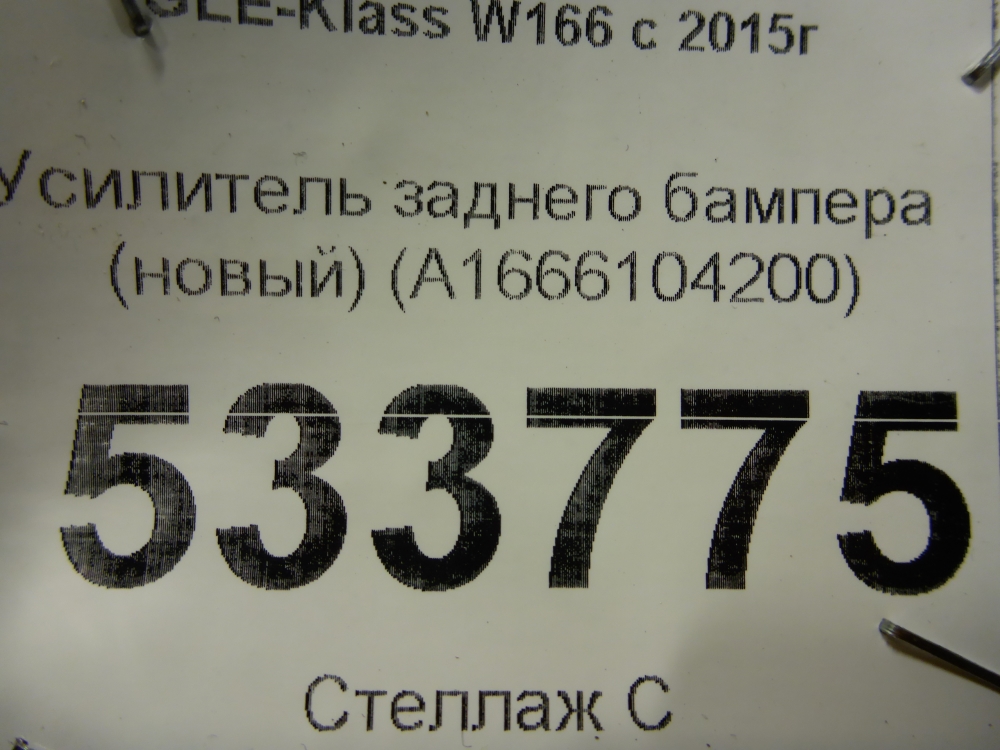 GLE-Klass W166 с 2015г
Усилитель заднего бампера
(новый) (A1666104200)
533775
Стеллаж С